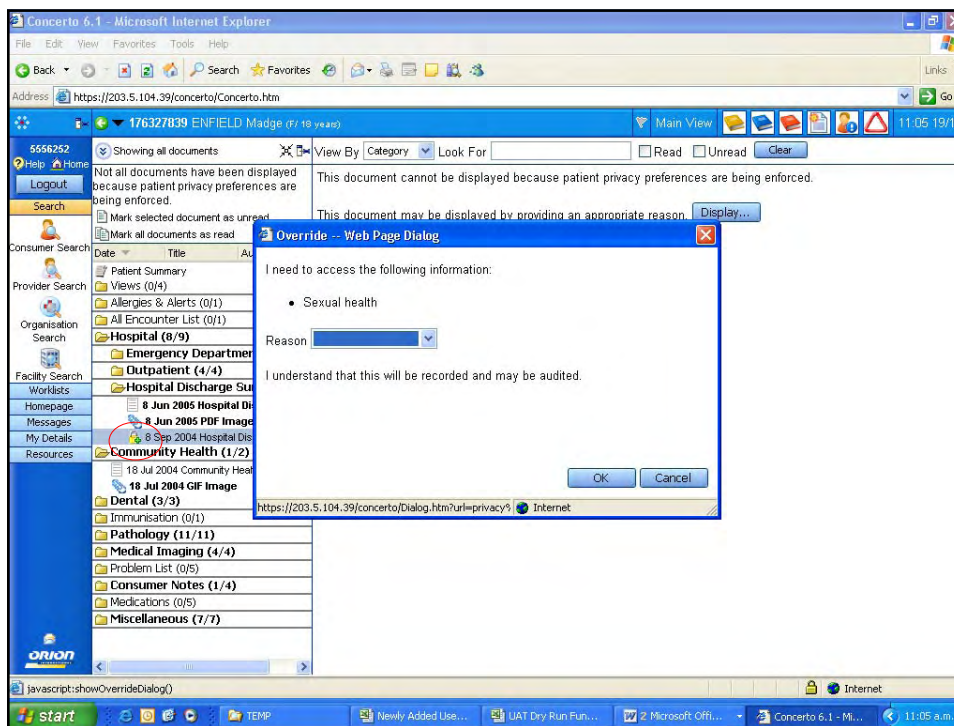 Concerto 6.1 - Microsoft Internet Explorer
File Edit View Favorites Tools Help
Back Search Favorites Links
Address https://203.5.104.39/concerto/Concerto.htm Go
176327839 ENFIELD Madge (F/ 18 years) Main View 11:05 19/1
5556252
Help Home
Logout
Search
Consumer Search
Provider Search
Organisation
Search
Facility Search
Worklists
Homepage
Messages
My Details
Resources
ORION
Showing all documents
Not all documents have been displayed
because patient privacy preferences are
being enforced.
Mark selected document as unread
Mark all documents as read
Date Title Au
Patient Summary
Views (0/4)
Allergies & Alerts (0/1)
All Encounter List (0/1)
Hospital (8/9)
Emergency Departmen
Outpatient (4/4)
Hospital Discharge Su
8 Jun 2005 Hospital Di
8 Jun 2005 PDF Image
8 Sep 2004 Hospital Dis
Community Health (1/2)
18 Jul 2004 Community Heal
18 Jul 2004 GIF Image
Dental (3/3)
Immunisation (0/1)
Pathology (11/11)
Medical Imaging (4/4)
Problem List (0/5)
Consumer Notes (1/4)
Medications (0/5)
Miscellaneous (7/7)
View By Category Look For Read Unread Clear
This document cannot be displayed because patient privacy preferences are being enforced.
This document may be displayed by providing an appropriate reason. Display...
Override -- Web Page Dialog
I need to access the following information:
• Sexual health
Reason
I understand that this will be recorded and may be audited.
OK Cancel
https://203.5.104.39/concerto/Dialog.htm?url=privacy% Internet
javascript:showOverrideDialog() Internet
start TEMP Newly Added Use... UAT Dry Run Fun... 2 Microsoft Offi... Concerto 6.1 - Mi... 11:05 a.m.